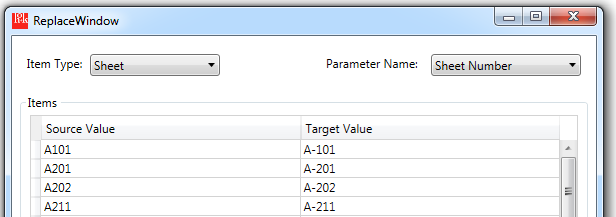 ReplaceWindow
Item Type: Sheet Parameter Name: Sheet Number
Items
Source Value Target Value
A101 A-101
A201 A-201
A202 A-202
A211 A-211